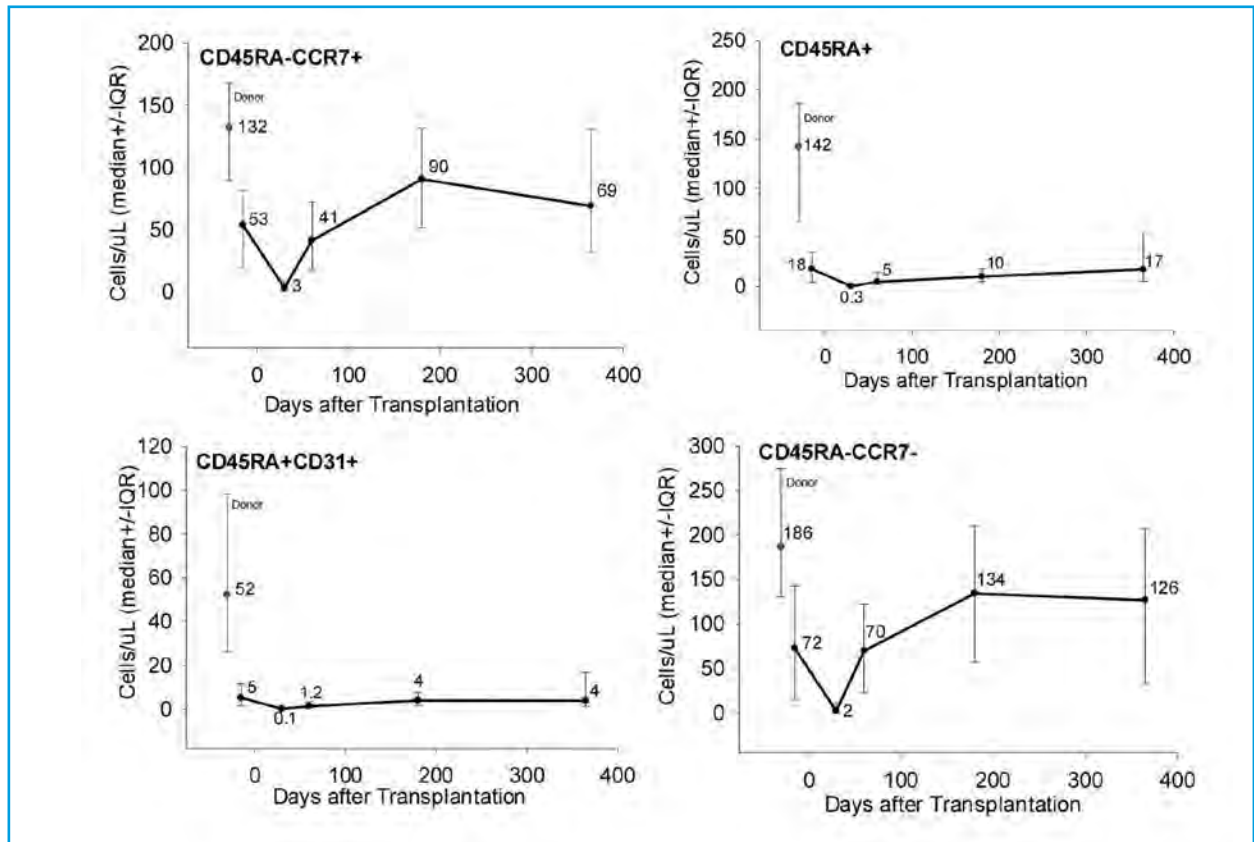 CD45RA-CCR7+
Cells/uL (median+/-IQR)
200
150
100
50
0
Donor
132
53
3
41
90
69
0 100 200 300 400
Days after Transplantation
CD45RA+
Cells/uL (median+/-IQR)
250
200
150
100
50
0
Donor
142
18
0.3
5
10
17
0 100 200 300 400
Days after Transplantation
CD45RA+CD31+
Cells/uL (median+/-IQR)
120
100
80
60
40
20
0
Donor
52
5
0.1
1.2
4
4
0 100 200 300 400
Days after Transplantation
CD45RA-CCR7-
Cells/uL (median+/-IQR)
300
250
200
150
100
50
0
Donor
186
72
2
70
134
126
0 100 200 300 400
Days after Transplantation